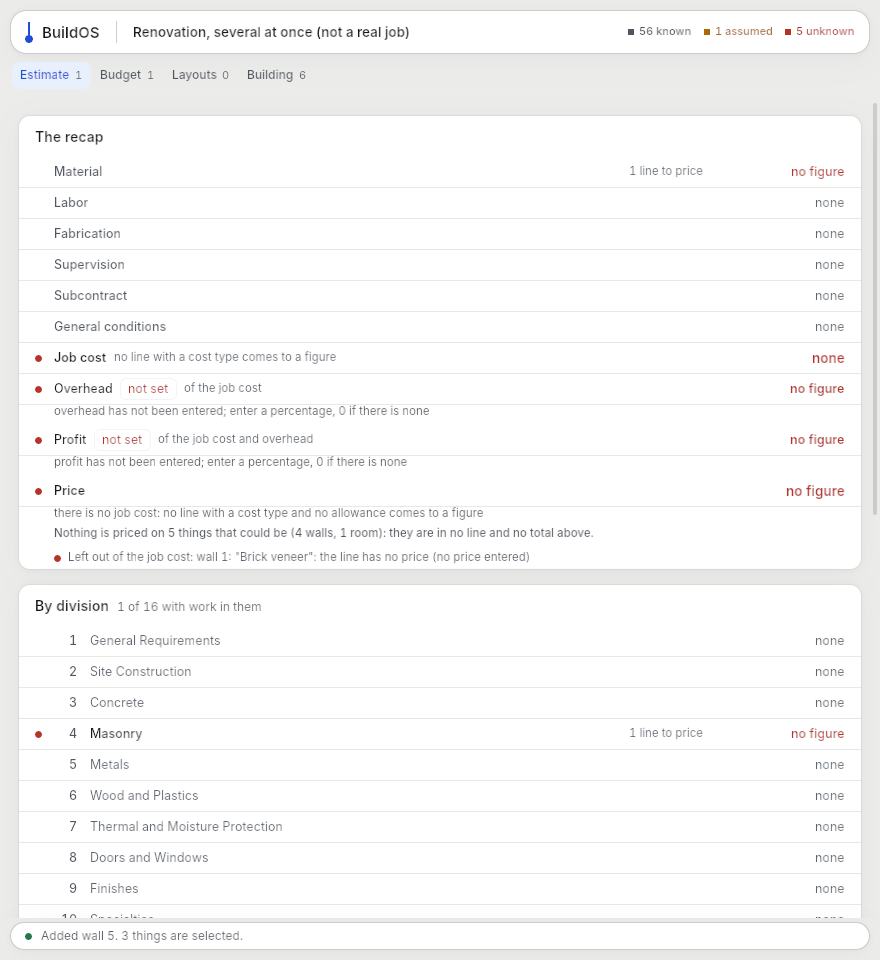 BuildOS Renovation, several at once (not a real job) 56 known 1 assumed 5 unknown
Estimate 1 Budget 1 Layouts 0 Building 6
The recap
Material 1 line to price no figure
Labor none
Fabrication none
Supervision none
Subcontract none
General conditions none
Job cost no line with a cost type comes to a figure none
Overhead not set of the job cost no figure
overhead has not been entered; enter a percentage, 0 if there is none
Profit not set of the job cost and overhead no figure
profit has not been entered; enter a percentage, 0 if there is none
Price no figure
there is no job cost: no line with a cost type and no allowance comes to a figure
Nothing is priced on 5 things that could be (4 walls, 1 room): they are in no line and no total above.
Left out of the job cost: wall 1: "Brick veneer": the line has no price (no price entered)
By division 1 of 16 with work in them
1 General Requirements none
2 Site Construction none
3 Concrete none
4 Masonry 1 line to price no figure
5 Metals none
6 Wood and Plastics none
7 Thermal and Moisture Protection none
8 Doors and Windows none
9 Finishes none
10 Specialties none
Added wall 5. 3 things are selected.